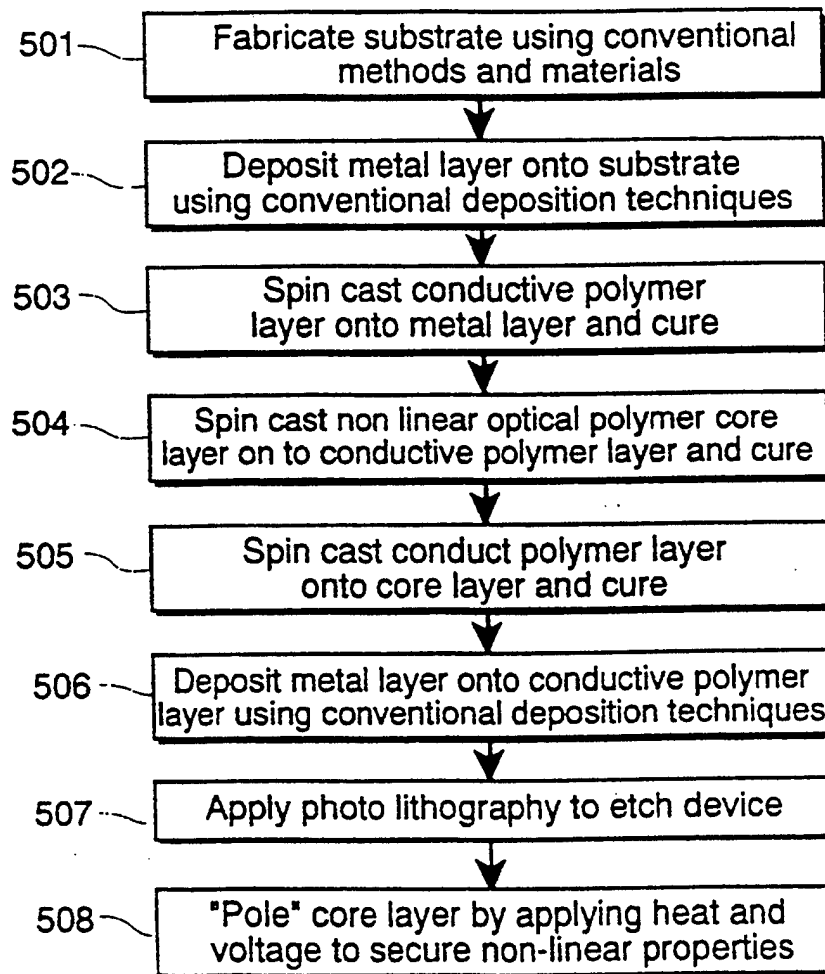 501
Fabricate substrate using conventional
methods and materials
502
Deposit metal layer onto substrate
using conventional deposition techniques
503
Spin cast conductive polymer
layer onto metal layer and cure
504
Spin cast non linear optical polymer core
layer on to conductive polymer layer and cure
505
Spin cast conduct polymer layer
onto core layer and cure
506
Deposit metal layer onto conductive polymer
layer using conventional deposition techniques
507
Apply photo lithography to etch device
508
"Pole" core layer by applying heat and
voltage to secure non-linear properties